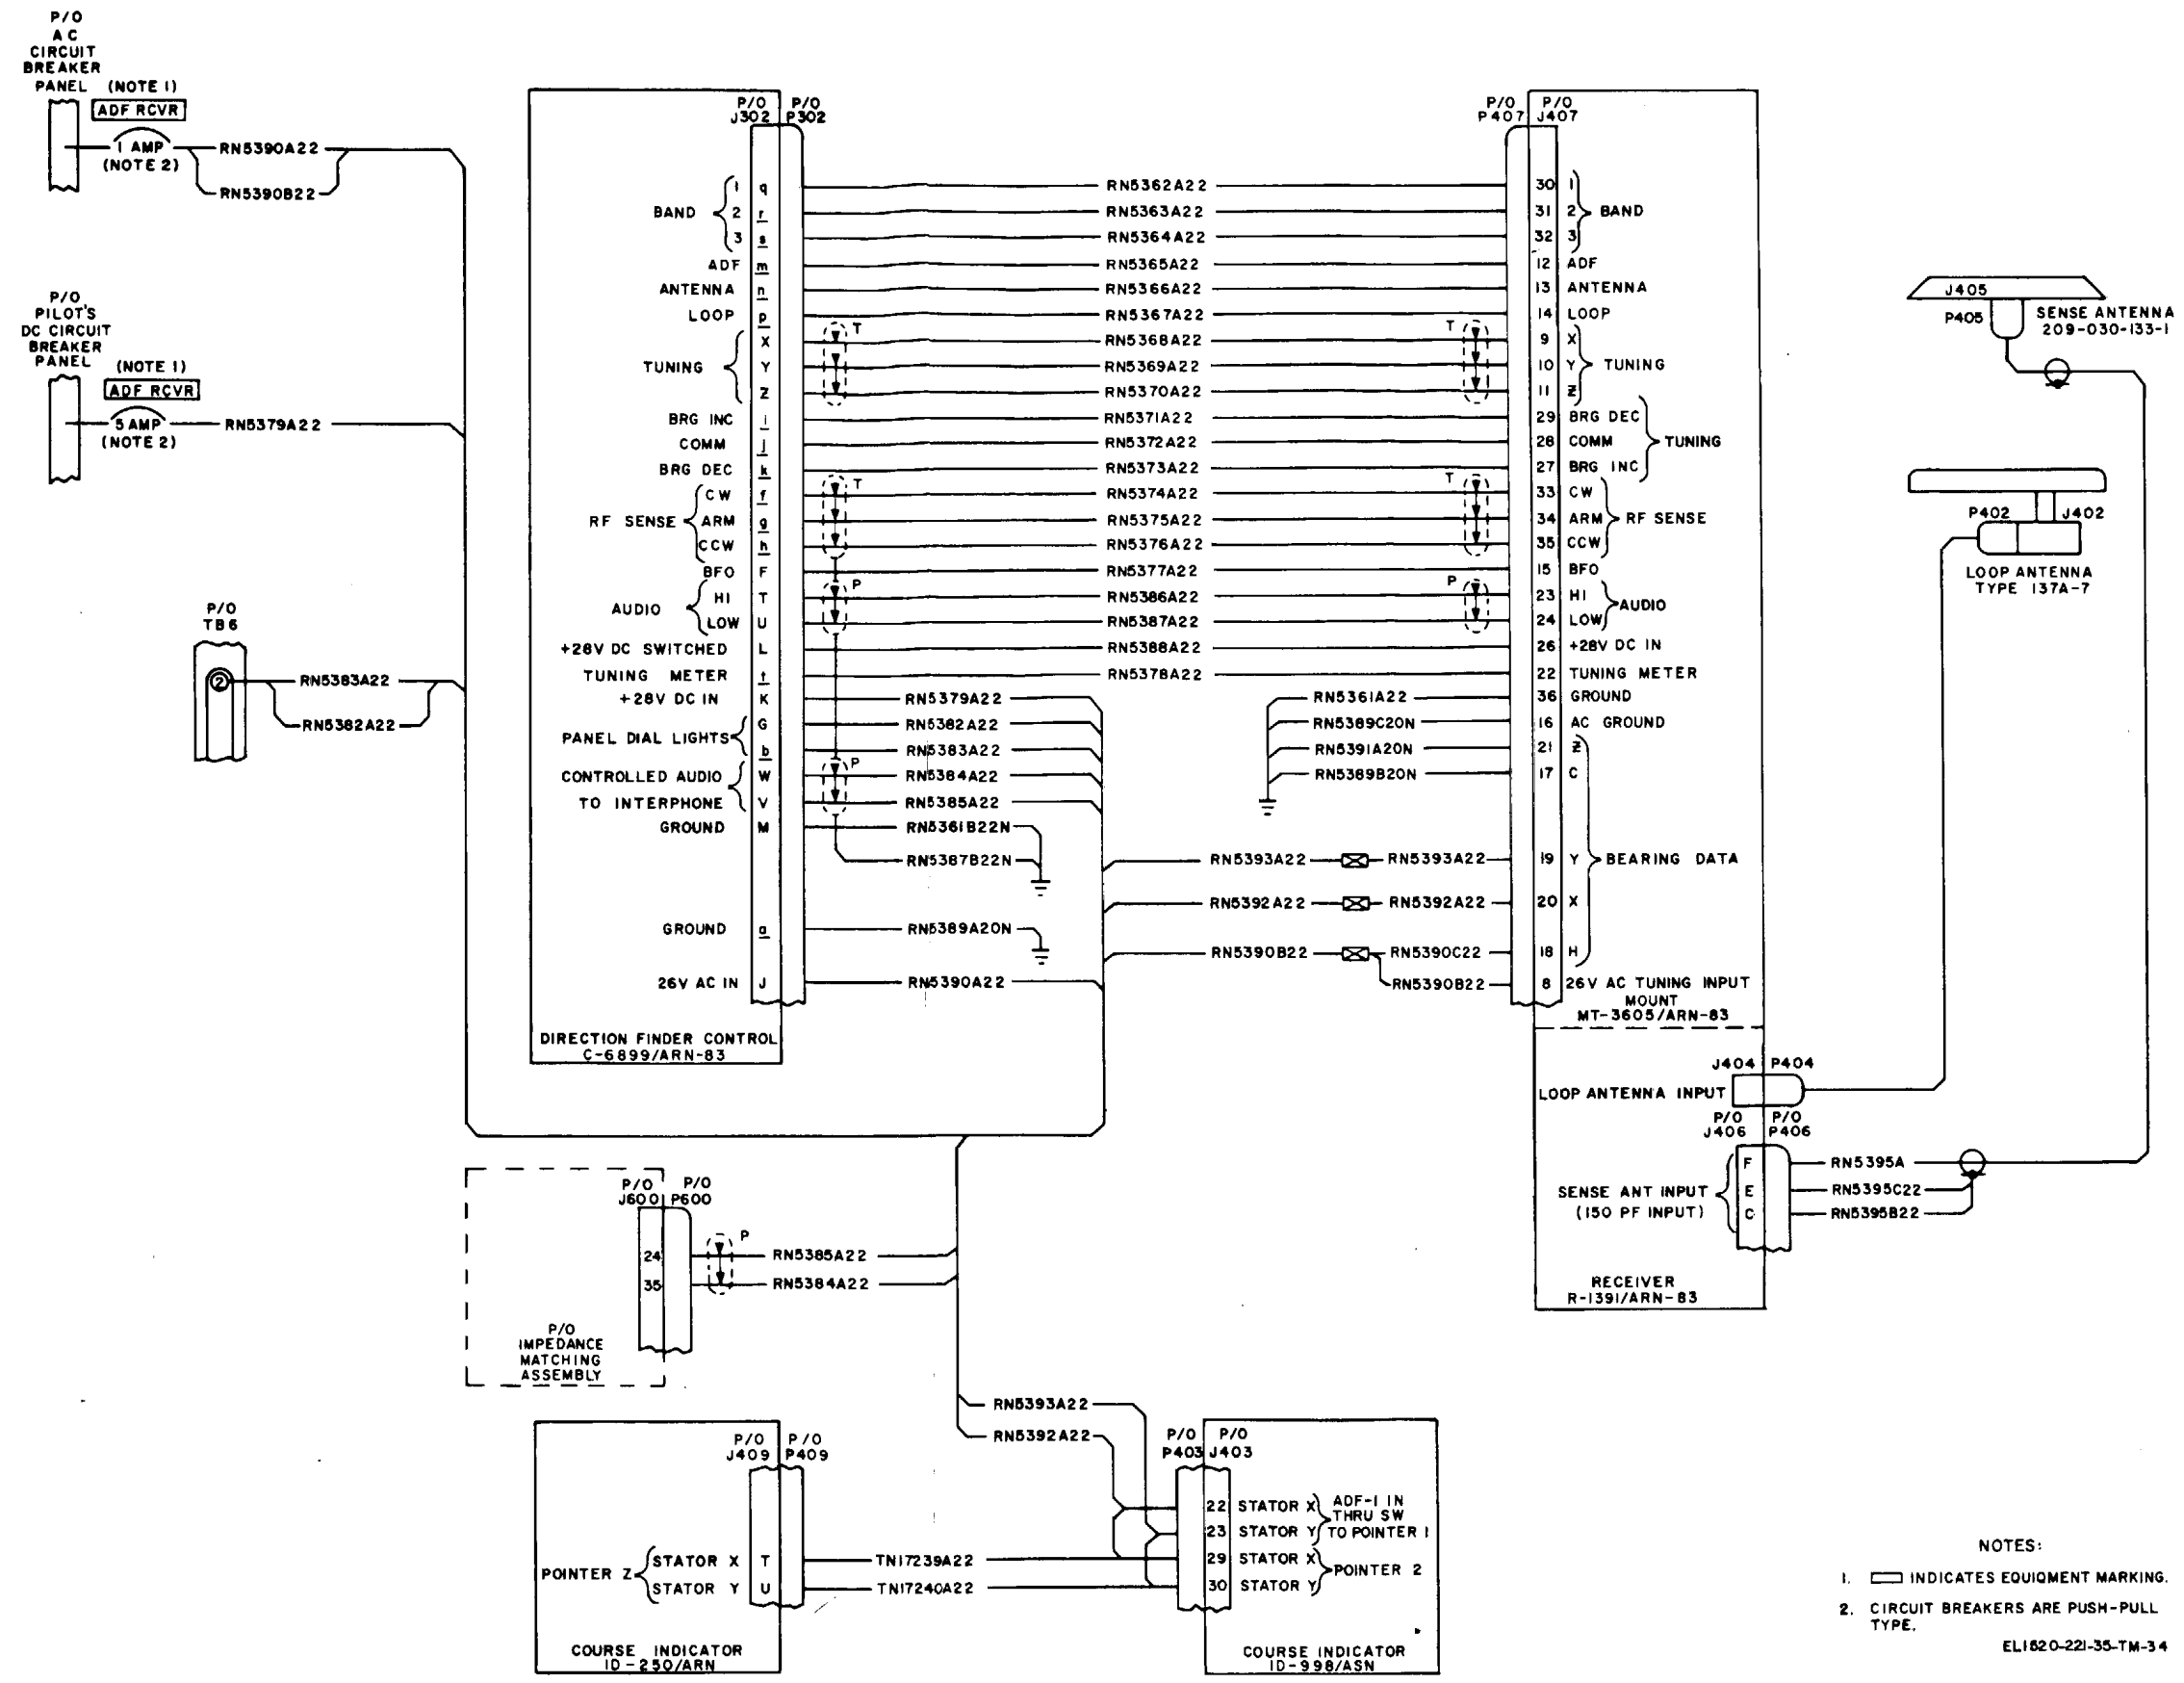 P/O
AC
CIRCUIT
BREAKER
PANEL
(NOTE 1)
ADF RCVR
1 AMP
(NOTE 2)
RN5390A22
RN5390B22
P/O
PILOT'S
DC CIRCUIT
BREAKER
PANEL
(NOTE 1)
ADF RCVR
5 AMP
(NOTE 2)
RN5379A22
P/O
TB6
2
RN5383A22
RN5382A22
P/O P/O
J302 P302
BAND
1 q
2 r
3 s
ADF m
ANTENNA n
LOOP p
TUNING
X
Y
Z
BRG INC i
COMM j
BRG DEC k
RF SENSE
CW f
ARM g
CCW h
BFO F
AUDIO
HI T
LOW U
+28V DC SWITCHED L
TUNING METER t
+28V DC IN K
PANEL DIAL LIGHTS
G
b
CONTROLLED AUDIO W
TO INTERPHONE V
GROUND M
GROUND a
26V AC IN J
DIRECTION FINDER CONTROL
C-6899/ARN-83
T
T
P
P
RN5362A22
RN5363A22
RN5364A22
RN5365A22
RN5366A22
RN5367A22
RN5368A22
RN5369A22
RN5370A22
RN5371A22
RN5372A22
RN5373A22
RN5374A22
RN5375A22
RN5376A22
RN5377A22
RN5386A22
RN5387A22
RN5388A22
RN5378A22
RN5379A22
RN5382A22
RN5383A22
RN5384A22
RN5385A22
RN5361B22N
RN5387B22N
RN5389A20N
RN5390A22
T
T
P
RN5361A22
RN5389C20N
RN5391A20N
RN5389B20N
RN5393A22 RN5393A22
RN5392A22 RN5392A22
RN5390B22 RN5390C22
RN5390B22
P/O P/O
P407 J407
30 1
31 2
32 3
BAND
12 ADF
13 ANTENNA
14 LOOP
9 X
10 Y
11 Z
TUNING
29 BRG DEC
28 COMM
27 BRG INC
TUNING
33 CW
34 ARM
35 CCW
RF SENSE
15 BFO
23 HI
24 LOW
AUDIO
26 +28V DC IN
22 TUNING METER
36 GROUND
16 AC GROUND
21 Z
17 C
19 Y
20 X
18 H
BEARING DATA
8 26V AC TUNING INPUT
MOUNT
MT-3605/ARN-83
J404 P404
LOOP ANTENNA INPUT
P/O P/O
J406 P406
F
E
C
SENSE ANT INPUT
(150 PF INPUT)
RN5395A
RN5395C22
RN5395B22
RECEIVER
R-1391/ARN-83
J405
P405
SENSE ANTENNA
209-030-133-1
P402 J402
LOOP ANTENNA
TYPE 137A-7
P/O P/O
J600 P600
24
35
P
RN5385A22
RN5384A22
P/O
IMPEDANCE
MATCHING
ASSEMBLY
RN5393A22
RN5392A22
P/O P/O
J409 P409
POINTER Z
STATOR X T
STATOR Y U
TN17239A22
TN17240A22
COURSE INDICATOR
ID-250/ARN
P/O P/O
P403 J403
22 STATOR X
23 STATOR Y
ADF-1 IN
THRU SW
TO POINTER 1
29 STATOR X
30 STATOR Y
POINTER 2
COURSE INDICATOR
ID-998/ASN
NOTES:
1. INDICATES EQUIQMENT MARKING.
2. CIRCUIT BREAKERS ARE PUSH-PULL
TYPE.
EL1520-221-35-TM-34